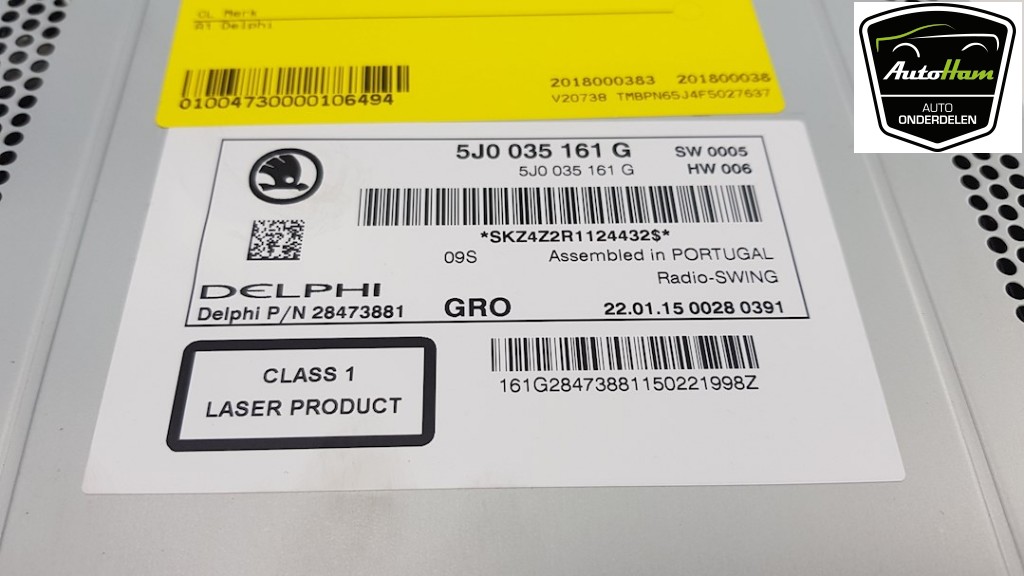 OL Merk
A1 Delphi
01004730000106494
2018000383 201800038
V20738 TMBPN65J4F5027637
AutoHam
AUTO
ONDERDELEN
5J0 035 161 G SW 0005
5J0 035 161 G HW 006
*SKZ4Z2R1124432$*
09S Assembled in PORTUGAL
Radio-SWING
DELPHI
Delphi P/N 28473881 GRO 22.01.15 0028 0391
CLASS 1
LASER PRODUCT
161G28473881150221998Z